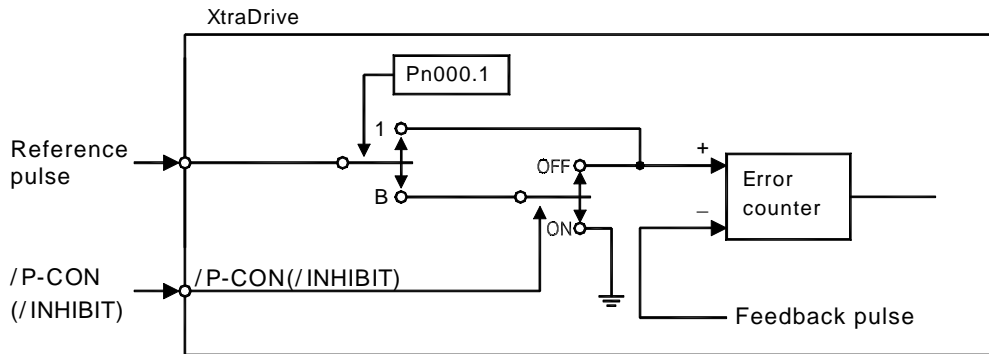 XtraDrive
Pn000.1
1
Reference
pulse
OFF
+
B
Error
counter
−
ON
/P-CON
(/INHIBIT)
/P-CON(/INHIBIT)
Feedback pulse